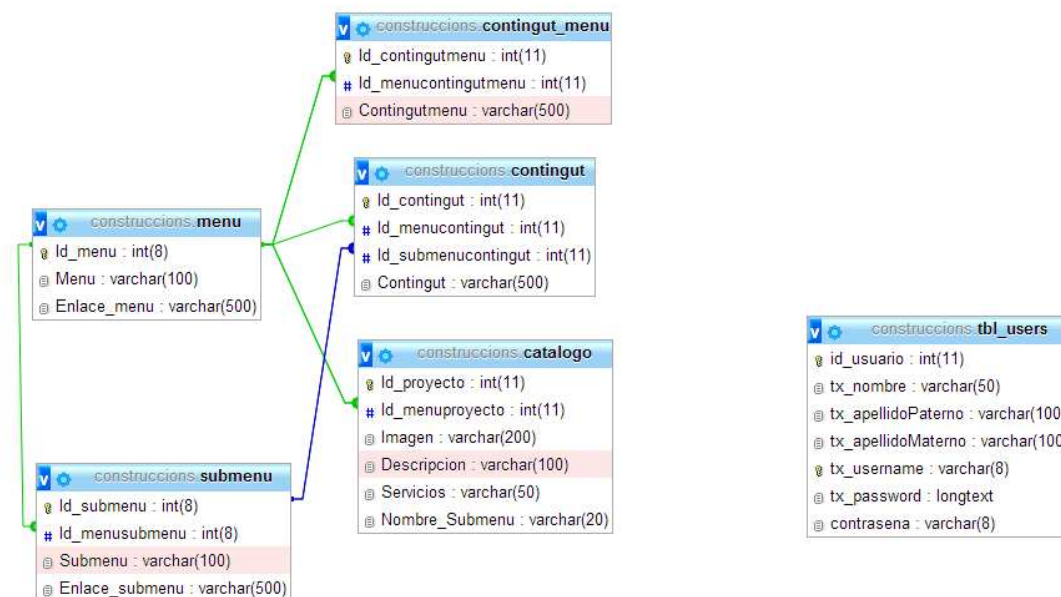 construccions.contingut_menu
Id_contingutmenu : int(11)
Id_menucontingutmenu : int(11)
Contingutmenu : varchar(500)
construccions.contingut
Id_contingut : int(11)
Id_menucontingut : int(11)
Id_submenucontingut : int(11)
Contingut : varchar(500)
construccions.menu
Id_menu : int(8)
Menu : varchar(100)
Enlace_menu : varchar(500)
construccions.catalogo
Id_proyecto : int(11)
Id_menuproyecto : int(11)
Imagen : varchar(200)
Descripcion : varchar(100)
Servicios : varchar(50)
Nombre_Submenu : varchar(20)
construccions.submenu
Id_submenu : int(8)
Id_menusubmenu : int(8)
Submenu : varchar(100)
Enlace_submenu : varchar(500)
construccions.tbl_users
id_usuario : int(11)
tx_nombre : varchar(50)
tx_apellidoPaterno : varchar(100
tx_apellidoMaterno : varchar(100
tx_username : varchar(8)
tx_password : longtext
contrasena : varchar(8)